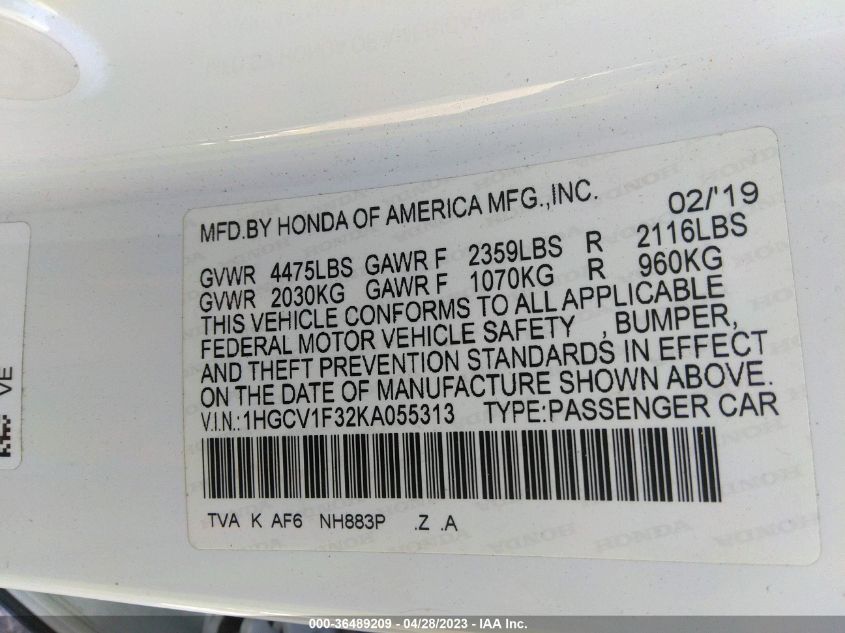 MFD.BY HONDA OF AMERICA MFG.,INC. 02/'19
GVWR 4475LBS GAWR F 2359LBS R 2116LBS
GVWR 2030KG GAWR F 1070KG R 960KG
THIS VEHICLE CONFORMS TO ALL APPLICABLE
FEDERAL MOTOR VEHICLE SAFETY , BUMPER,
AND THEFT PREVENTION STANDARDS IN EFFECT
ON THE DATE OF MANUFACTURE SHOWN ABOVE.
V.I.N.:1HGCV1F32KA055313 TYPE:PASSENGER CAR
TVA K AF6 NH883P .Z .A
VE
000-36489209 - 04/28/2023 - IAA Inc.